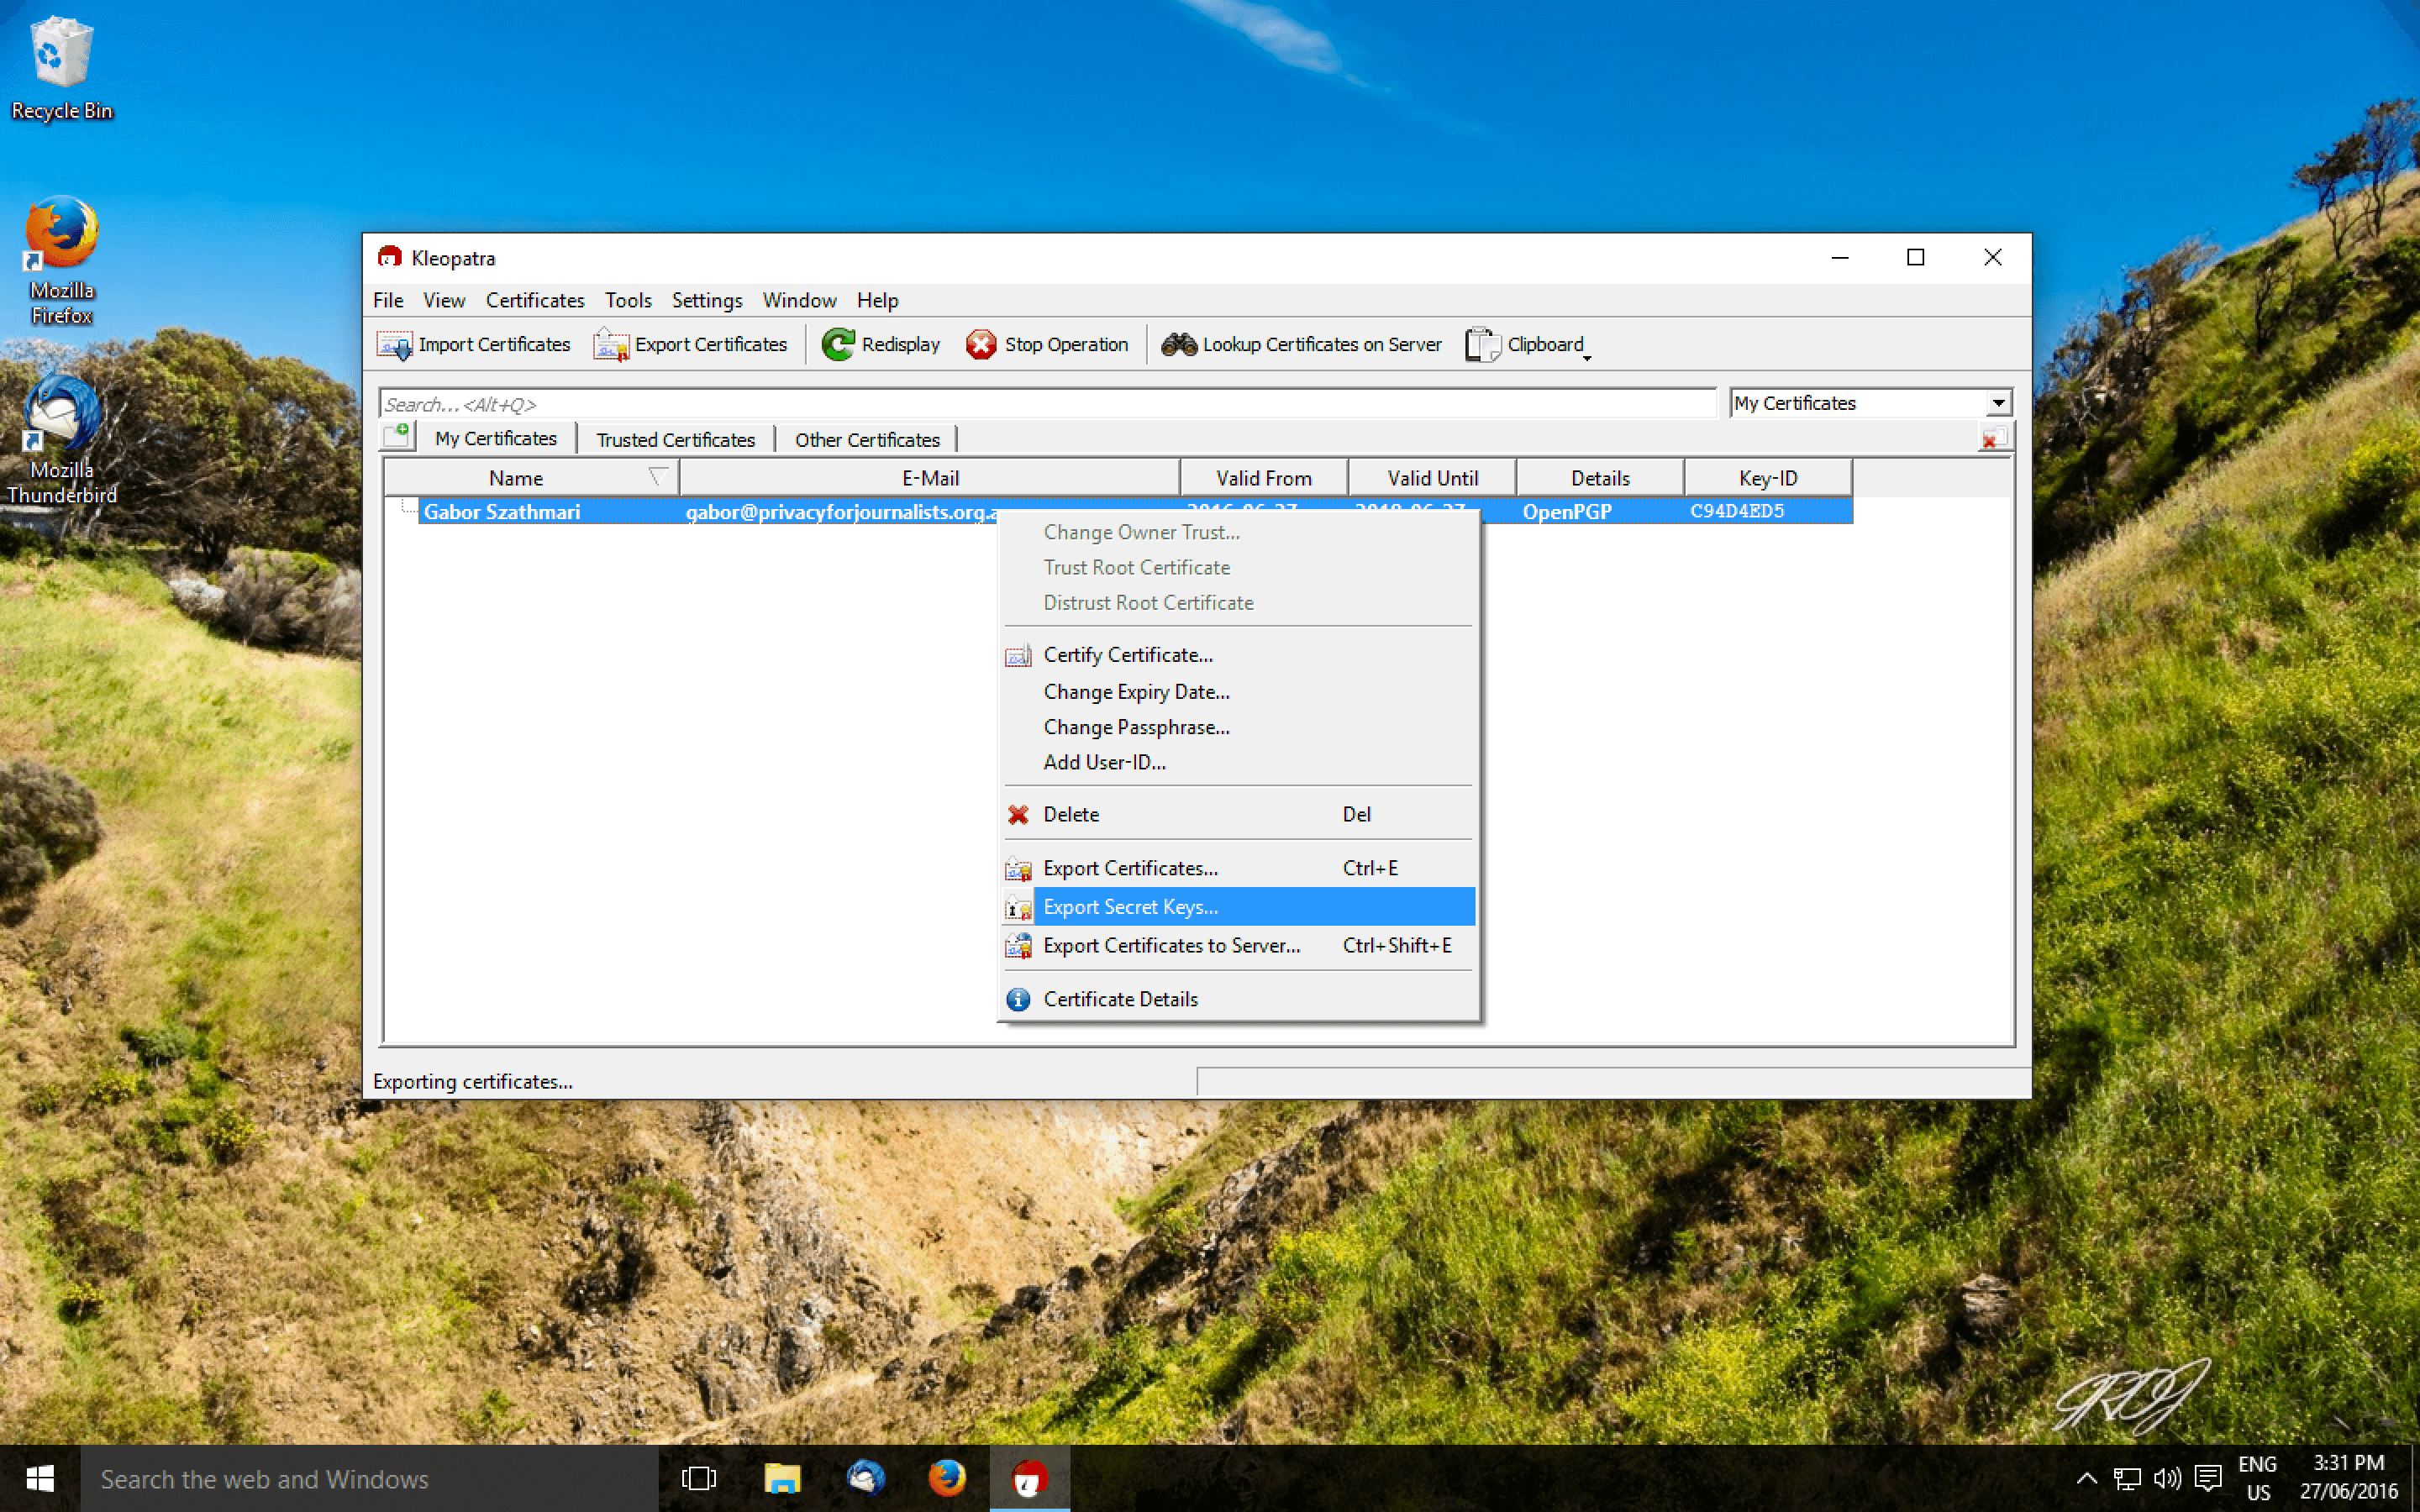 Recycle Bin
Mozilla
Firefox
Mozilla
Thunderbird
Kleopatra
File View Certificates Tools Settings Window Help
Import Certificates Export Certificates Redisplay Stop Operation Lookup Certificates on Server Clipboard
Search...<Alt+Q> My Certificates
My Certificates Trusted Certificates Other Certificates
Name E-Mail Valid From Valid Until Details Key-ID
Gabor Szathmari gabor@privacyforjournalists.org.a OpenPGP C94D4ED5
Change Owner Trust...
Trust Root Certificate
Distrust Root Certificate
Certify Certificate...
Change Expiry Date...
Change Passphrase...
Add User-ID...
Delete Del
Export Certificates... Ctrl+E
Export Secret Keys...
Export Certificates to Server... Ctrl+Shift+E
Certificate Details
Exporting certificates...
Search the web and Windows
ENG
US
3:31 PM
27/06/2016